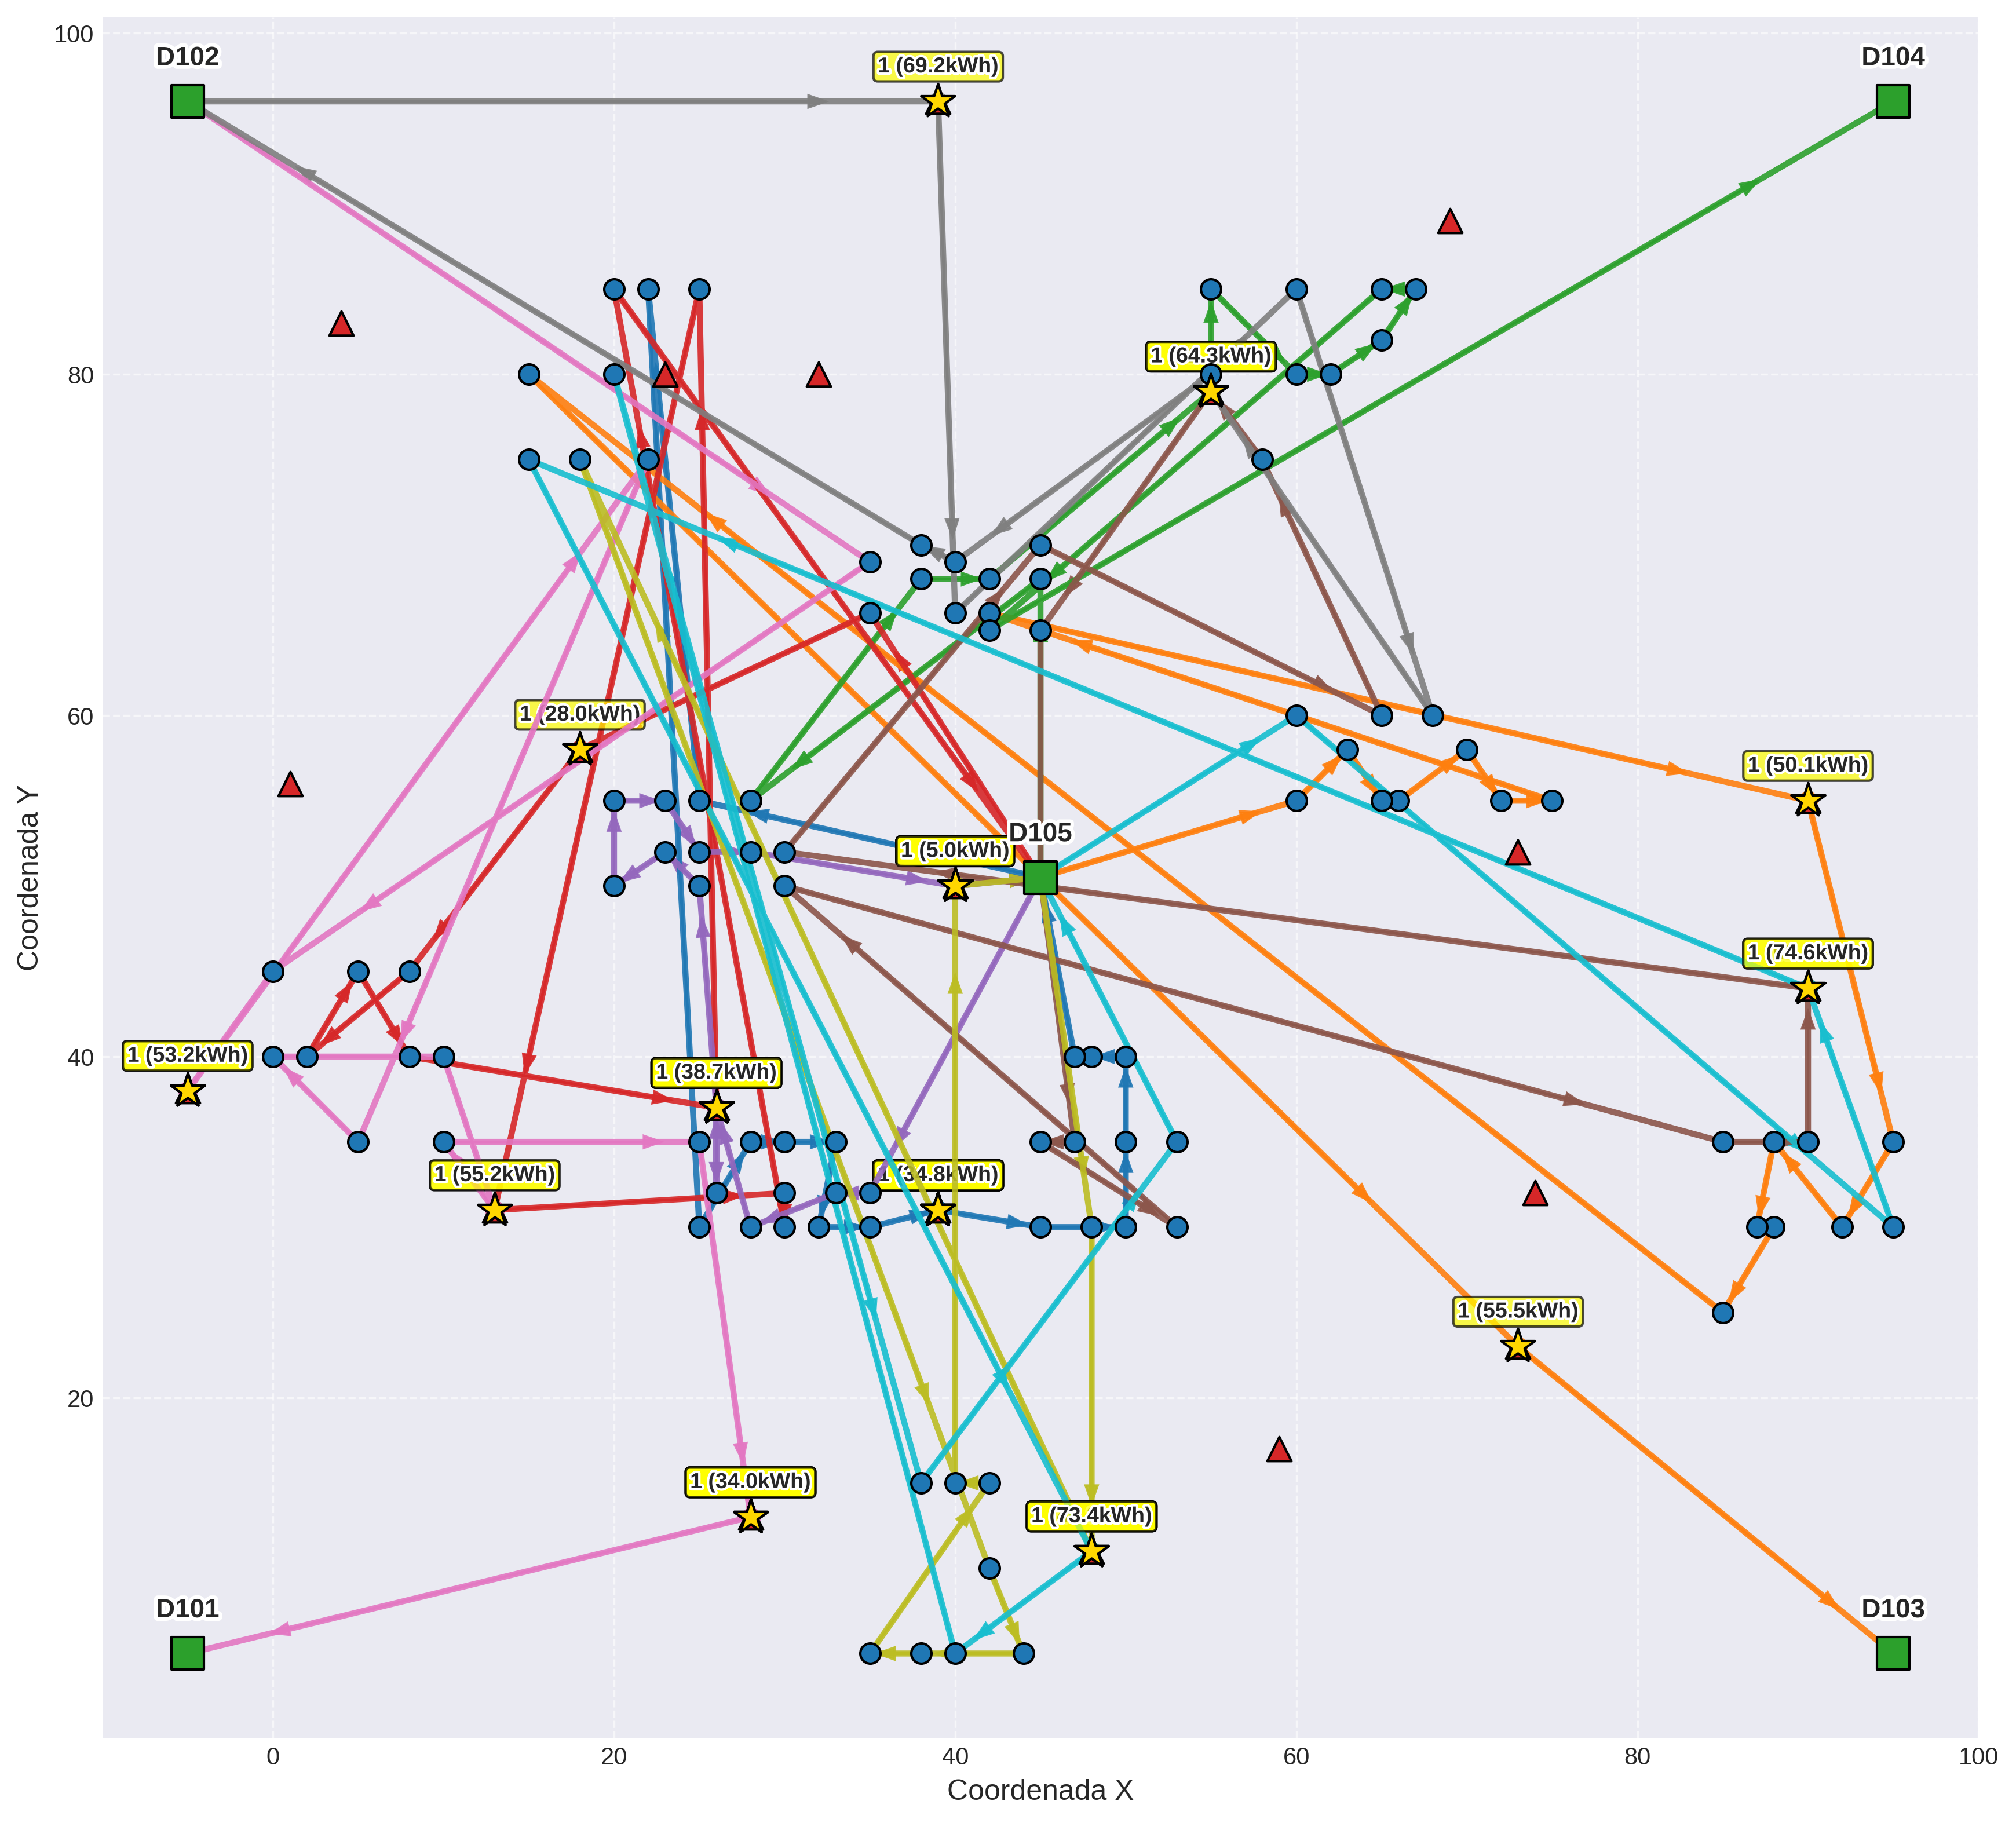 100
80
60
40
20
Coordenada Y
D102
1 (69.2kWh)
D104
1 (64.3kWh)
1 (28.0kWh)
1 (50.1kWh)
D105
1 (5.0kWh)
1 (74.6kWh)
1 (53.2kWh)
1 (38.7kWh)
1 (55.2kWh)
1 (34.8kWh)
1 (55.5kWh)
1 (34.0kWh)
1 (73.4kWh)
D101
D103
0
20
40
60
80
100
Coordenada X